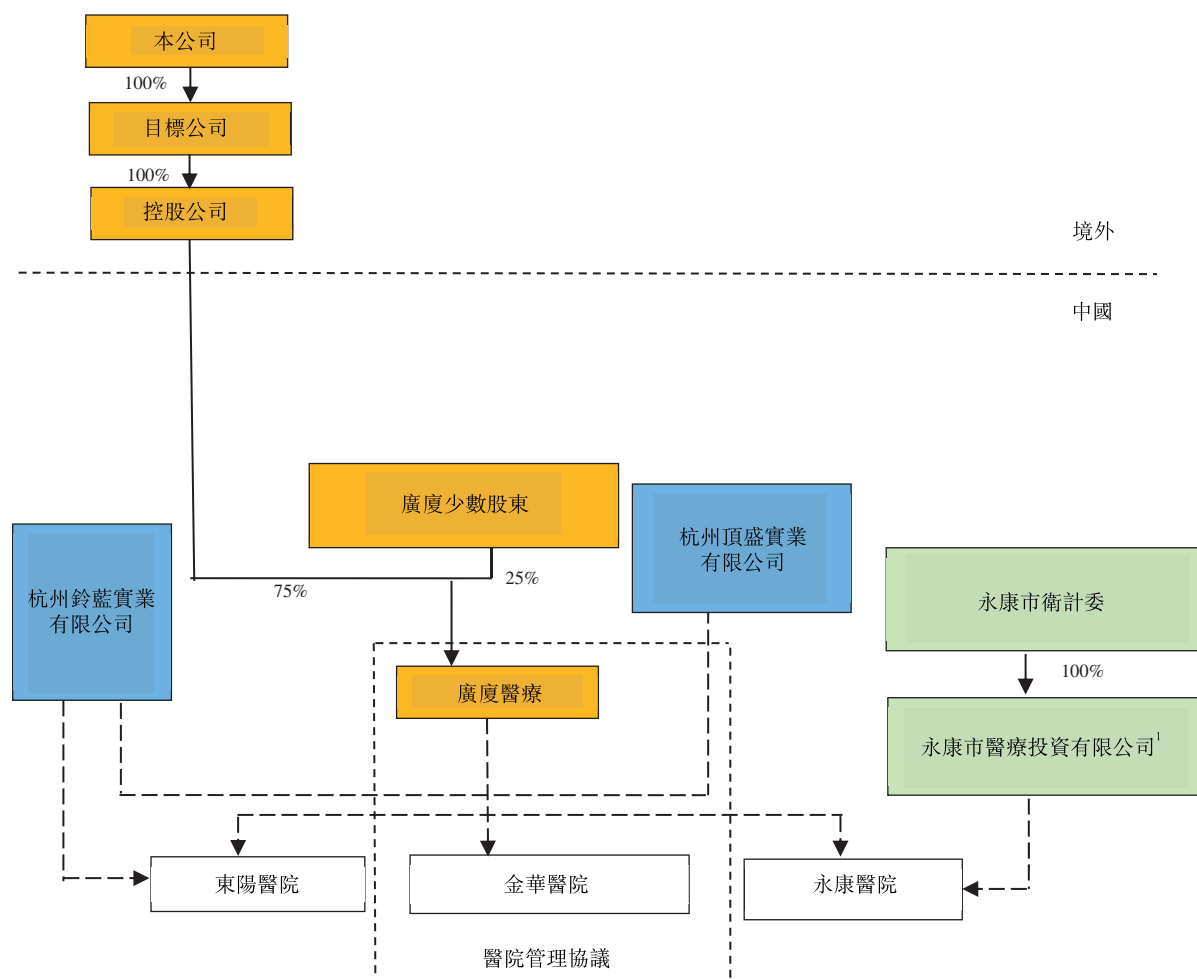 本公司
100%
目標公司
100%
控股公司
境外
中國
廣廈少數股東
杭州頂盛實業
有限公司
25%
75%
杭州鈴藍實業
有限公司
永康市衛計委
100%
廣廈醫療
永康市醫療投資有限公司1
東陽醫院
金華醫院
永康醫院
醫院管理協議